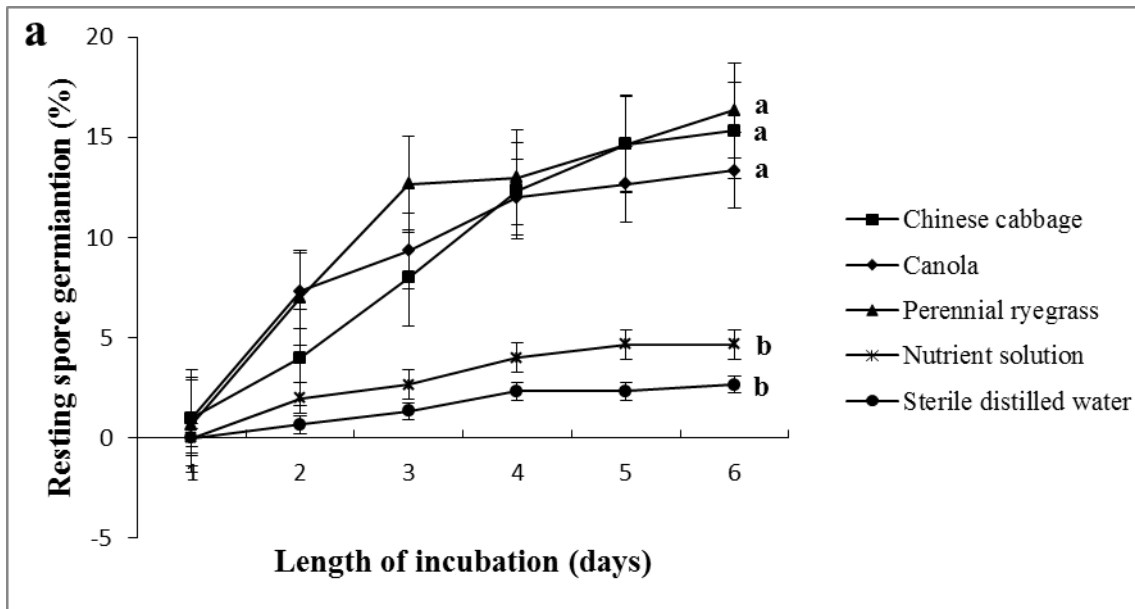 a
Resting spore germiantion (%)
20
15
10
5
0
-5
a
a
a
b
b
1 2 3 4 5 6
Length of incubation (days)
Chinese cabbage
Canola
Perennial ryegrass
Nutrient solution
Sterile distilled water